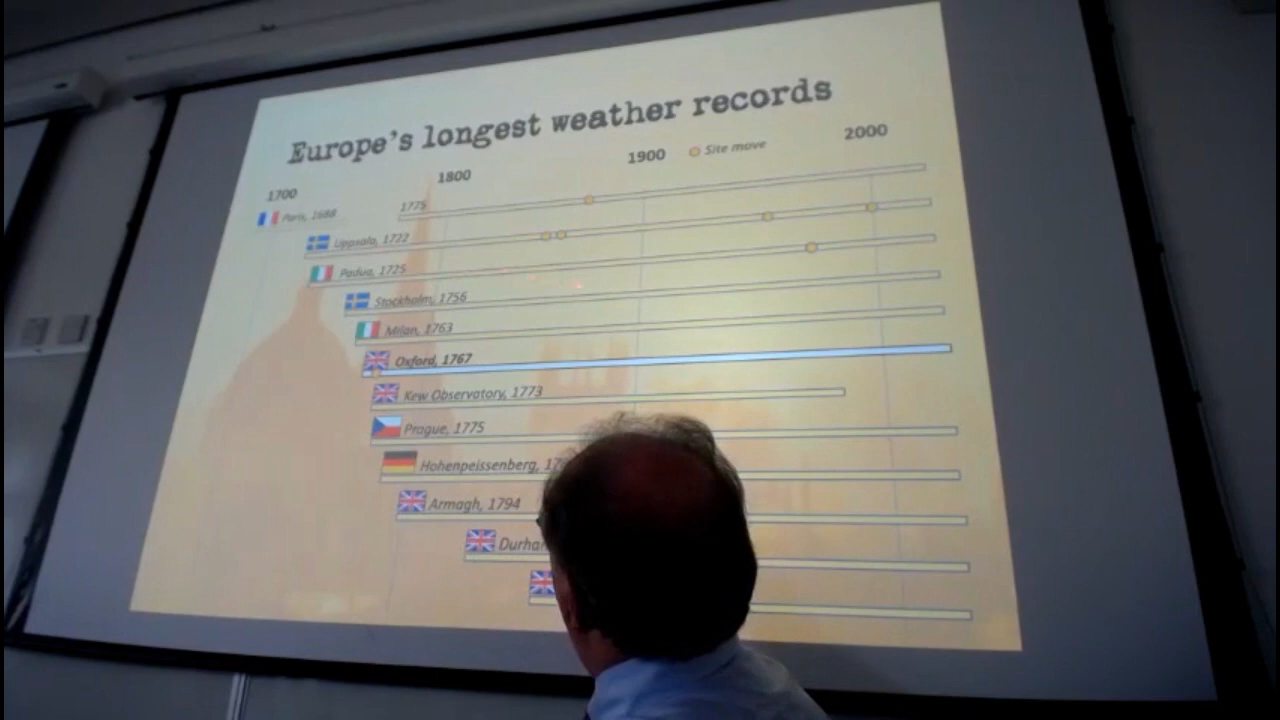 Europe's longest weather records
1700 1800 1900 Site move 2000
Paris, 1688 1775
Uppsala, 1722
Padua, 1725
Stockholm, 1756
Milan, 1763
Oxford, 1767
Kew Observatory, 1773
Prague, 1775
Hohenpeissenberg,
Armagh, 1794